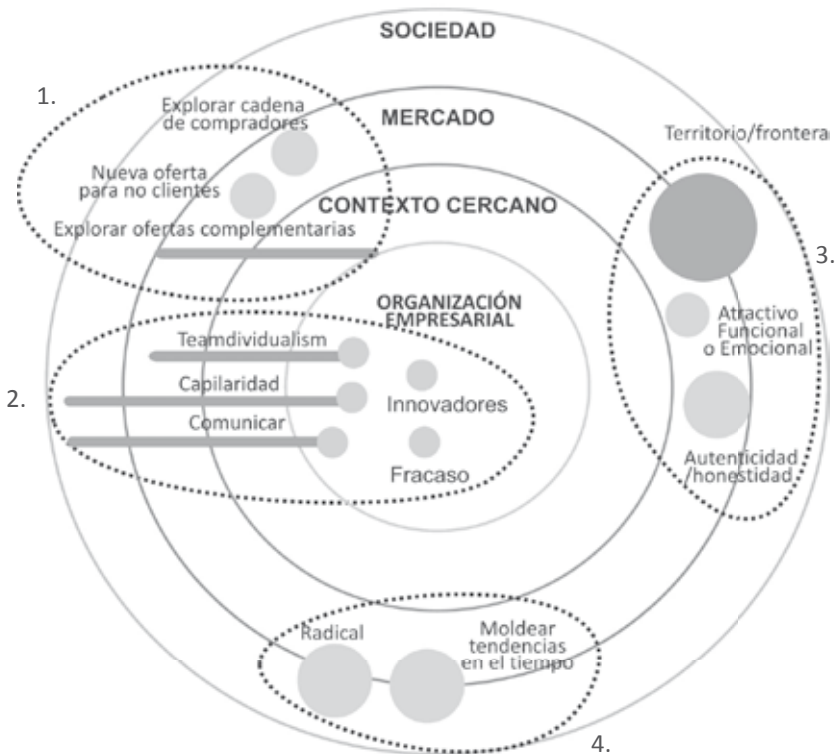 SOCIEDAD
1.
Explorar cadena
de compradores
MERCADO
Nueva oferta
para no clientes
CONTEXTO CERCANO
Explorar ofertas complementarias
Territorio/frontera
3.
Atractivo
Funcional
o Emocional
Autenticidad
/honestidad
ORGANIZACIÓN
EMPRESARIAL
2.
Teamdividualism
Capilaridad
Comunicar
Innovadores
Fracaso
Radical
Moldear
tendencias
en el tiempo
4.